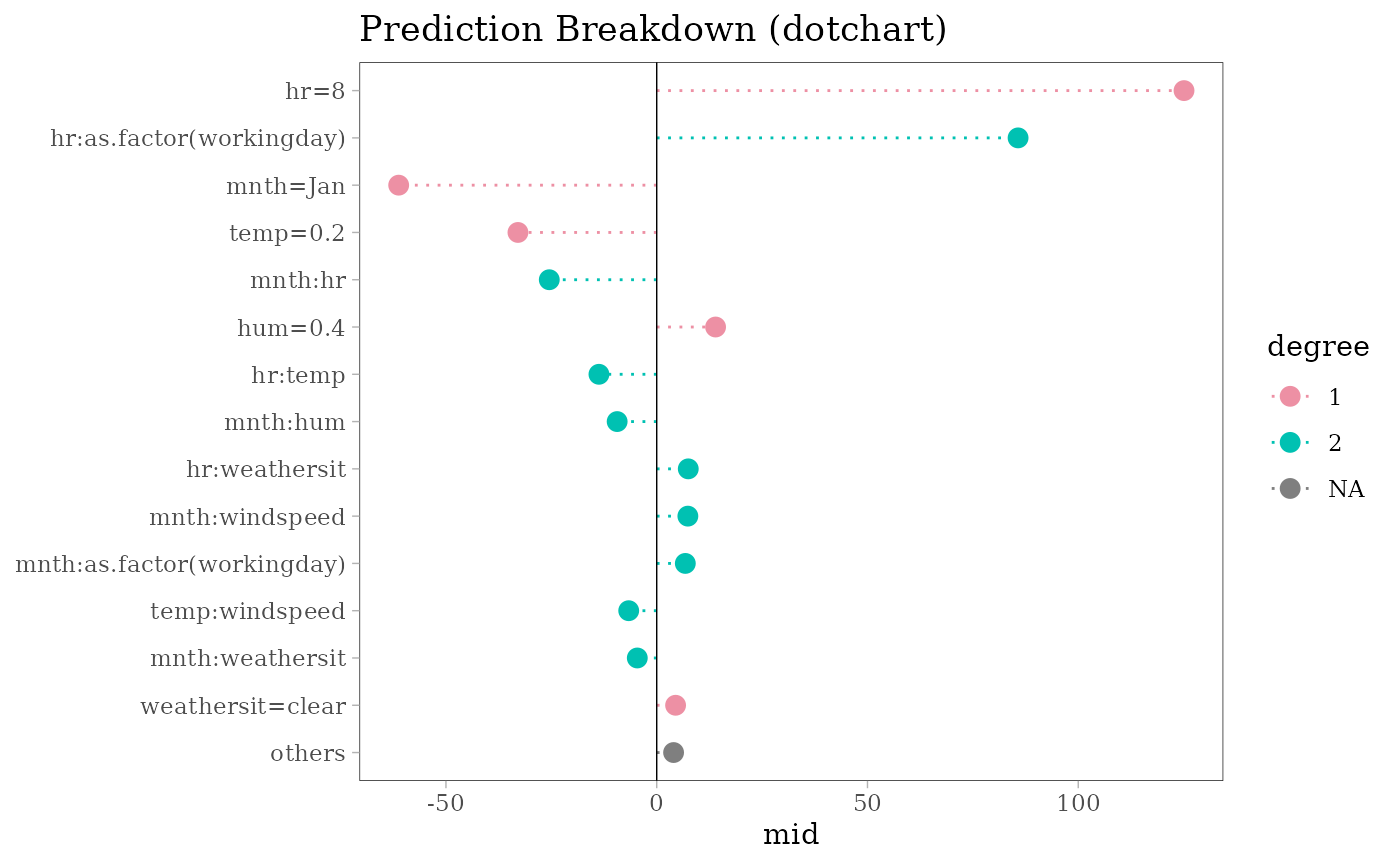 Prediction Breakdown (dotchart)
hr=8
hr:as.factor(workingday)
mnth=Jan
temp=0.2
mnth:hr
hum=0.4
hr:temp
mnth:hum
hr:weathersit
mnth:windspeed
mnth:as.factor(workingday)
temp:windspeed
mnth:weathersit
weathersit=clear
others
-50 0 50 100
mid
degree
1
2
NA